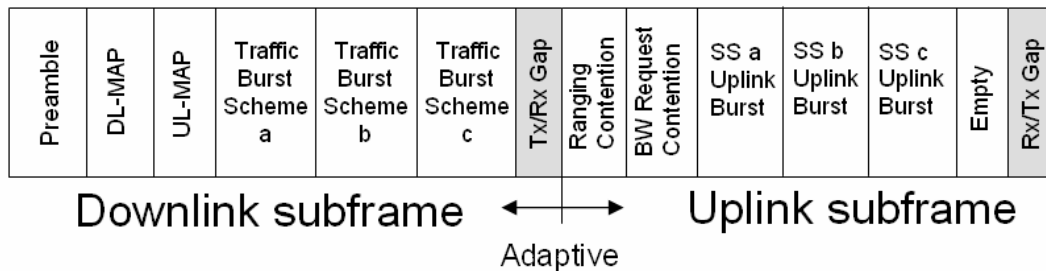 Preamble
DL-MAP
UL-MAP
Traffic
Burst
Scheme
a
Traffic
Burst
Scheme
b
Traffic
Burst
Scheme
c
Tx/Rx Gap
Ranging
Contention
BW Request
Contention
SS a
Uplink
Burst
SS b
Uplink
Burst
SS c
Uplink
Burst
Empty
Rx/Tx Gap
Downlink subframe
Uplink subframe
Adaptive